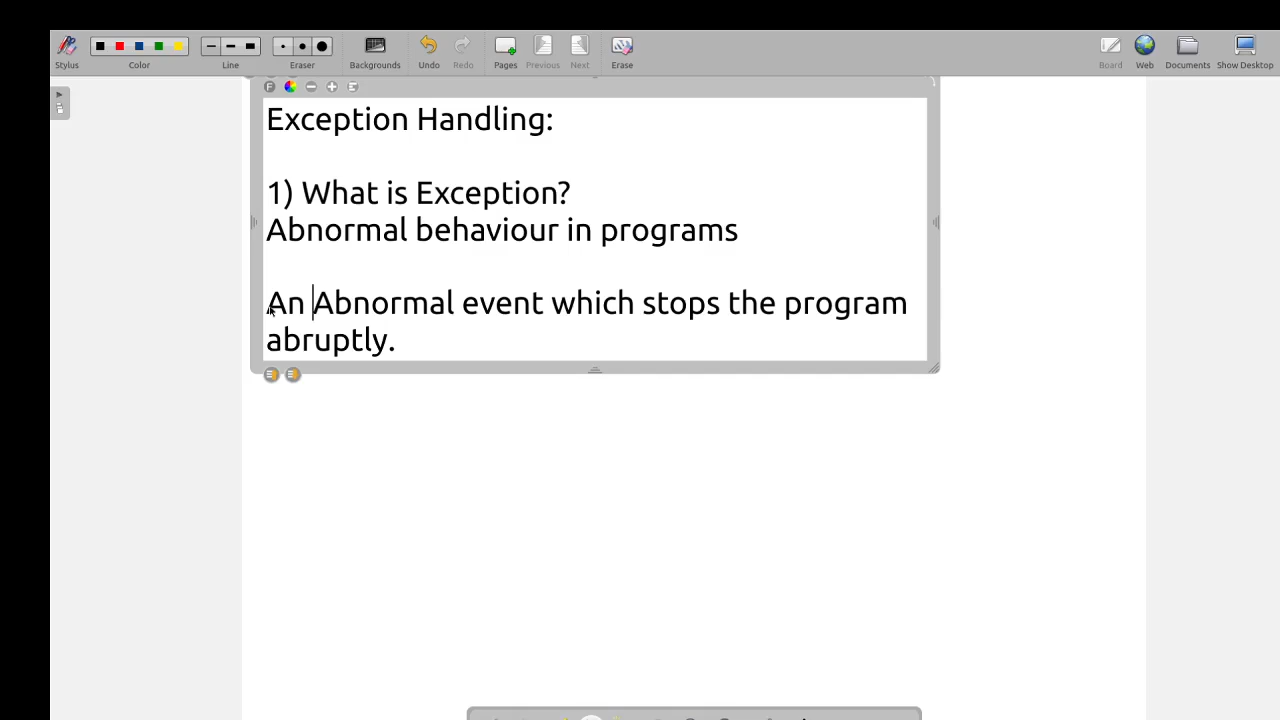 Stylus Color Line Eraser Backgrounds Undo Redo Pages Previous Next Erase Board Web Documents Show Desktop
Exception Handling:
1) What is Exception?
Abnormal behaviour in programs
An Abnormal event which stops the program
abruptly.